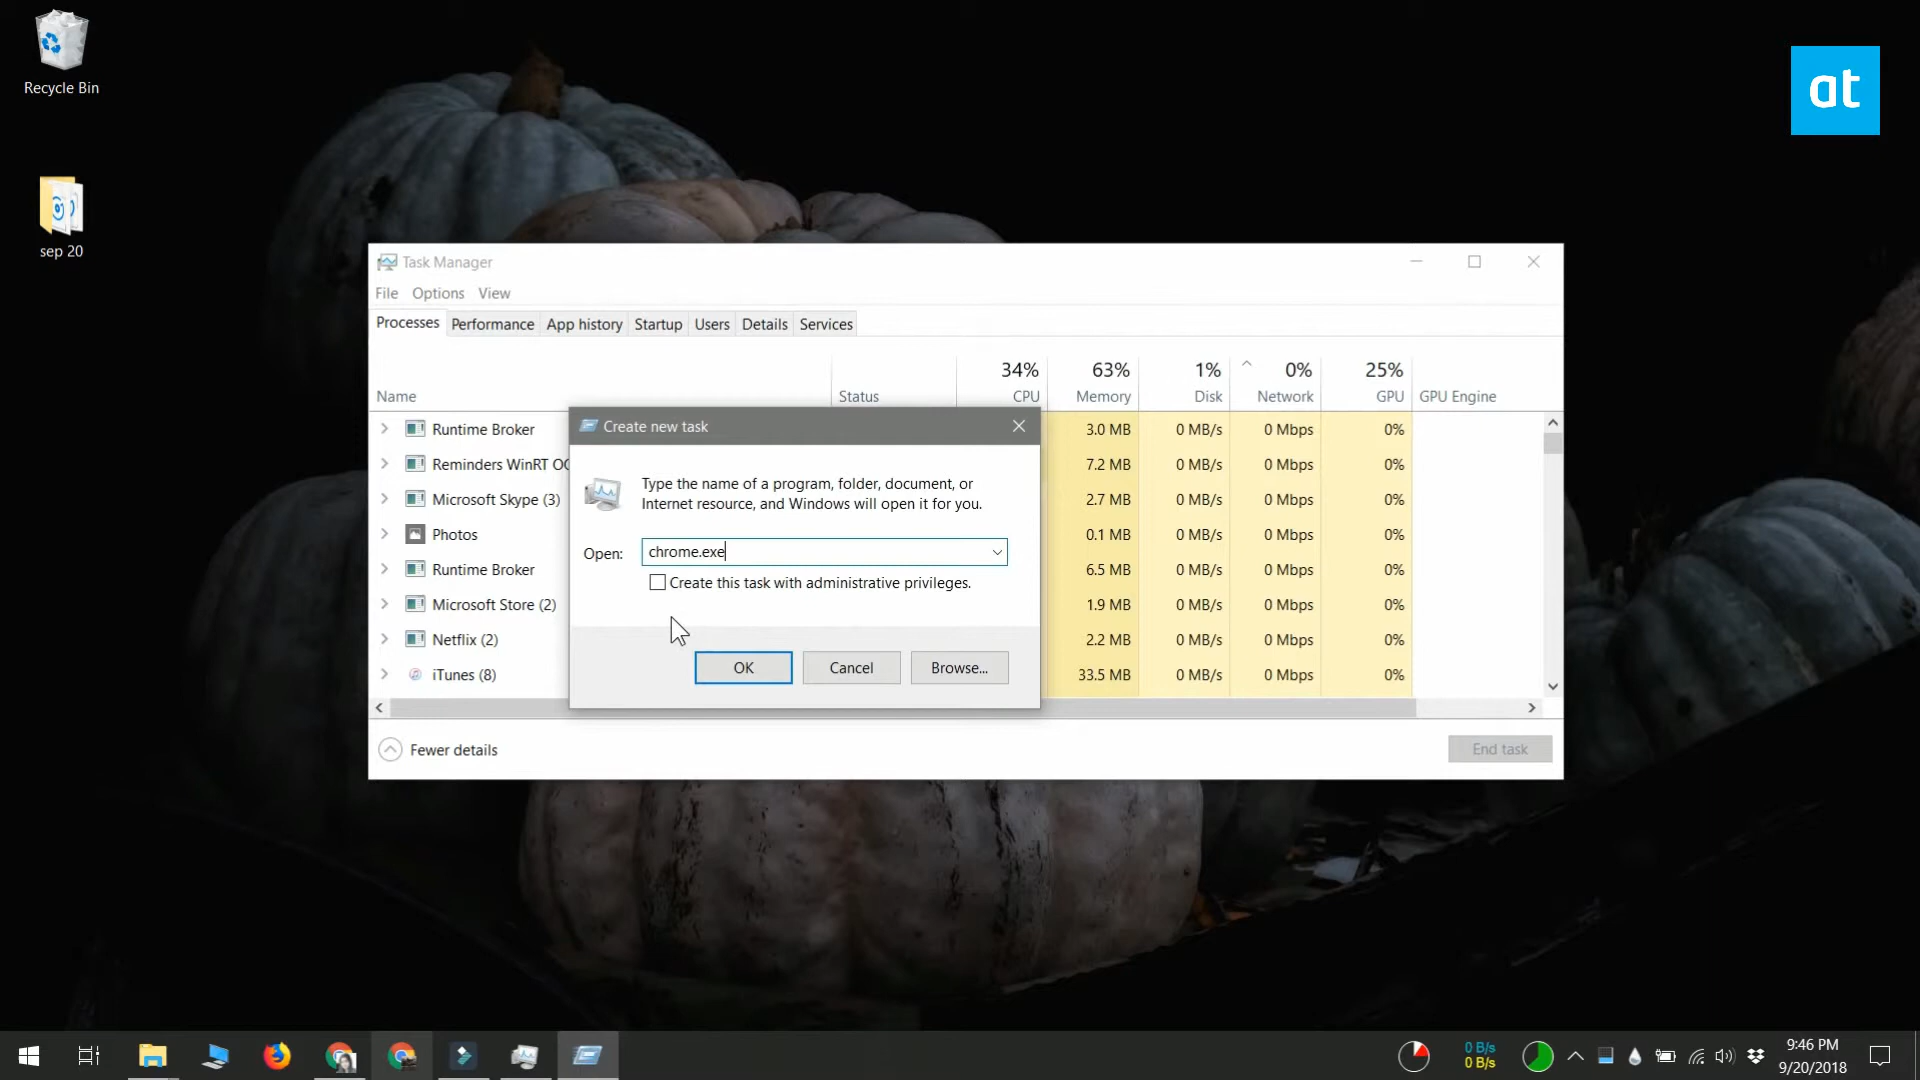 Recycle Bin
sep 20
at
Task Manager
File Options View
Processes Performance App history Startup Users Details Services
34% 63% 1% 0% 25%
Name Status CPU Memory Disk Network GPU GPU Engine
Runtime Broker 3.0 MB 0 MB/s 0 Mbps 0%
Reminders WinRT OO 7.2 MB 0 MB/s 0 Mbps 0%
Microsoft Skype (3) 2.7 MB 0 MB/s 0 Mbps 0%
Photos 0.1 MB 0 MB/s 0 Mbps 0%
Runtime Broker 6.5 MB 0 MB/s 0 Mbps 0%
Microsoft Store (2) 1.9 MB 0 MB/s 0 Mbps 0%
Netflix (2) 2.2 MB 0 MB/s 0 Mbps 0%
iTunes (8) 33.5 MB 0 MB/s 0 Mbps 0%
Fewer details End task
Create new task
Type the name of a program, folder, document, or
Internet resource, and Windows will open it for you.
Open: chrome.exe
Create this task with administrative privileges.
OK Cancel Browse...
0 B/s
0 B/s
9:46 PM
9/20/2018